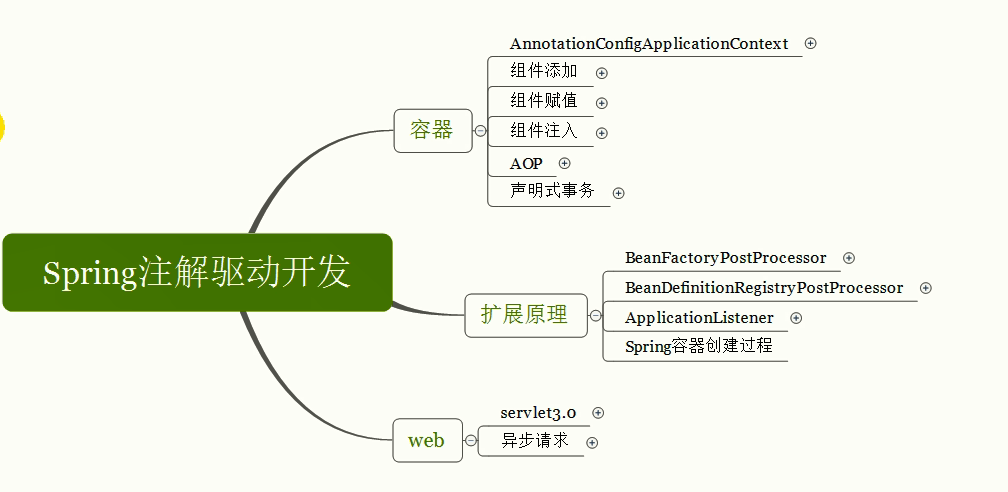 Spring注解驱动开发
容器
AnnotationConfigApplicationContext
组件添加
组件赋值
组件注入
AOP
声明式事务
扩展原理
BeanFactoryPostProcessor
BeanDefinitionRegistryPostProcessor
ApplicationListener
Spring容器创建过程
web
servlet3.0
异步请求